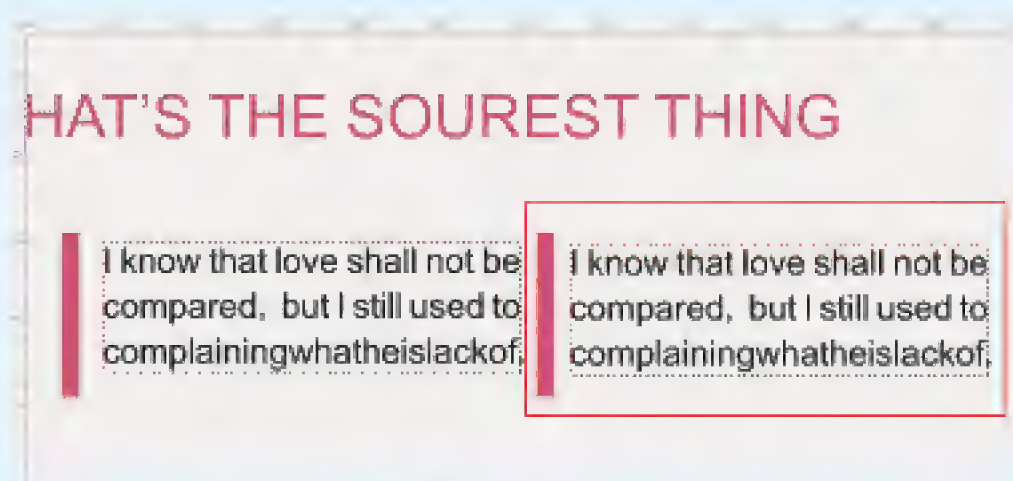 HAT'S THE SOUREST THING
I know that love shall not be
compared, but I still used to
complainingwhatheislackof,
I know that love shall not be
compared, but I still used to
complainingwhatheislackof,